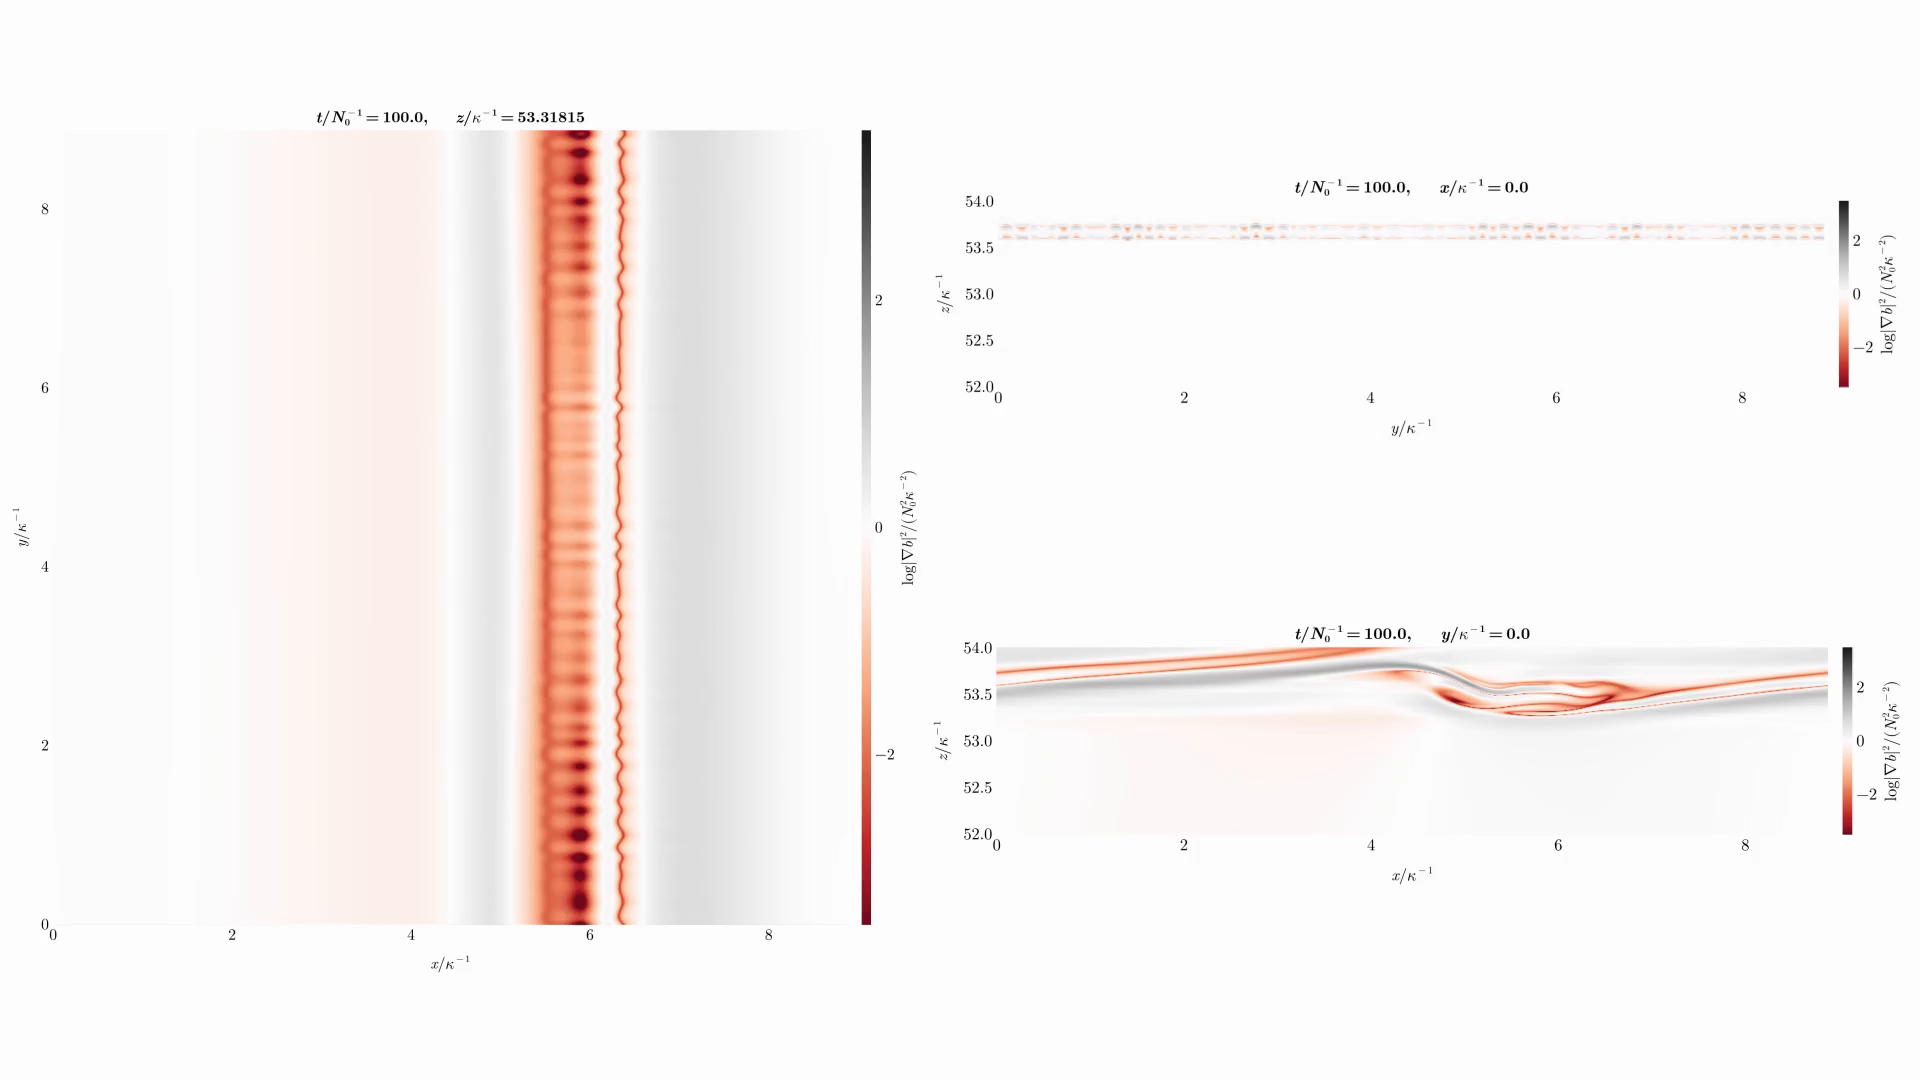 t/N₀⁻¹ = 100.0, z/κ⁻¹ = 53.31815
8
6
4
2
0
y/κ⁻¹
0 2 4 6 8
x/κ⁻¹
2
0
−2
log|∇b|²/(N₀²κ⁻²)
t/N₀⁻¹ = 100.0, x/κ⁻¹ = 0.0
54.0
53.5
53.0
52.5
52.0
z/κ⁻¹
0 2 4 6 8
y/κ⁻¹
2
0
−2
log|∇b|²/(N₀²κ⁻²)
t/N₀⁻¹ = 100.0, y/κ⁻¹ = 0.0
54.0
53.5
53.0
52.5
52.0
z/κ⁻¹
0 2 4 6 8
x/κ⁻¹
2
0
−2
log|∇b|²/(N₀²κ⁻²)